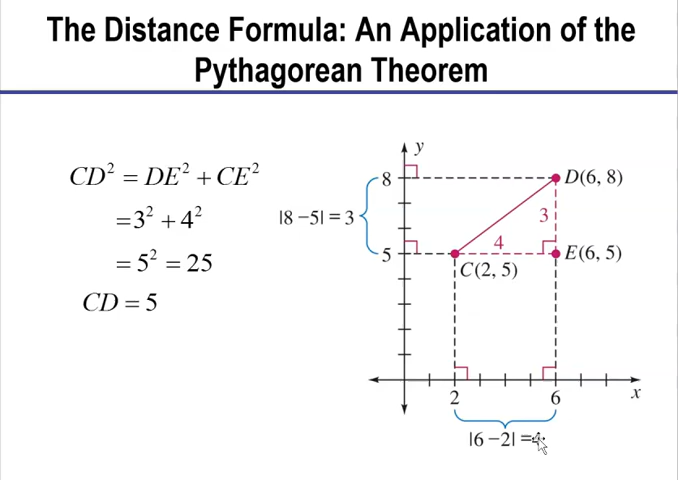 The Distance Formula: An Application of the
Pythagorean Theorem
CD² = DE² + CE²
=3² + 4²
= 5² = 25
CD = 5
y
8
D(6, 8)
|8 −5| = 3
3
4
5
E(6, 5)
C(2, 5)
2
6
x
|6 −2| =4